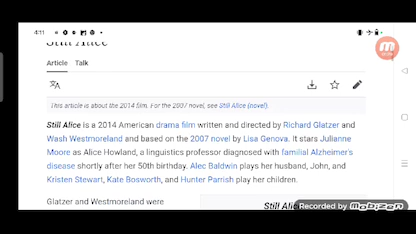 4:11
Still Alice
Article Talk
This article is about the 2014 film. For the 2007 novel, see Still Alice (novel).
Still Alice is a 2014 American drama film written and directed by Richard Glatzer and
Wash Westmoreland and based on the 2007 novel by Lisa Genova. It stars Julianne
Moore as Alice Howland, a linguistics professor diagnosed with familial Alzheimer's
disease shortly after her 50th birthday. Alec Baldwin plays her husband, John, and
Kristen Stewart, Kate Bosworth, and Hunter Parrish play her children.
Glatzer and Westmoreland were
Still Alic
Recorded by mobizen